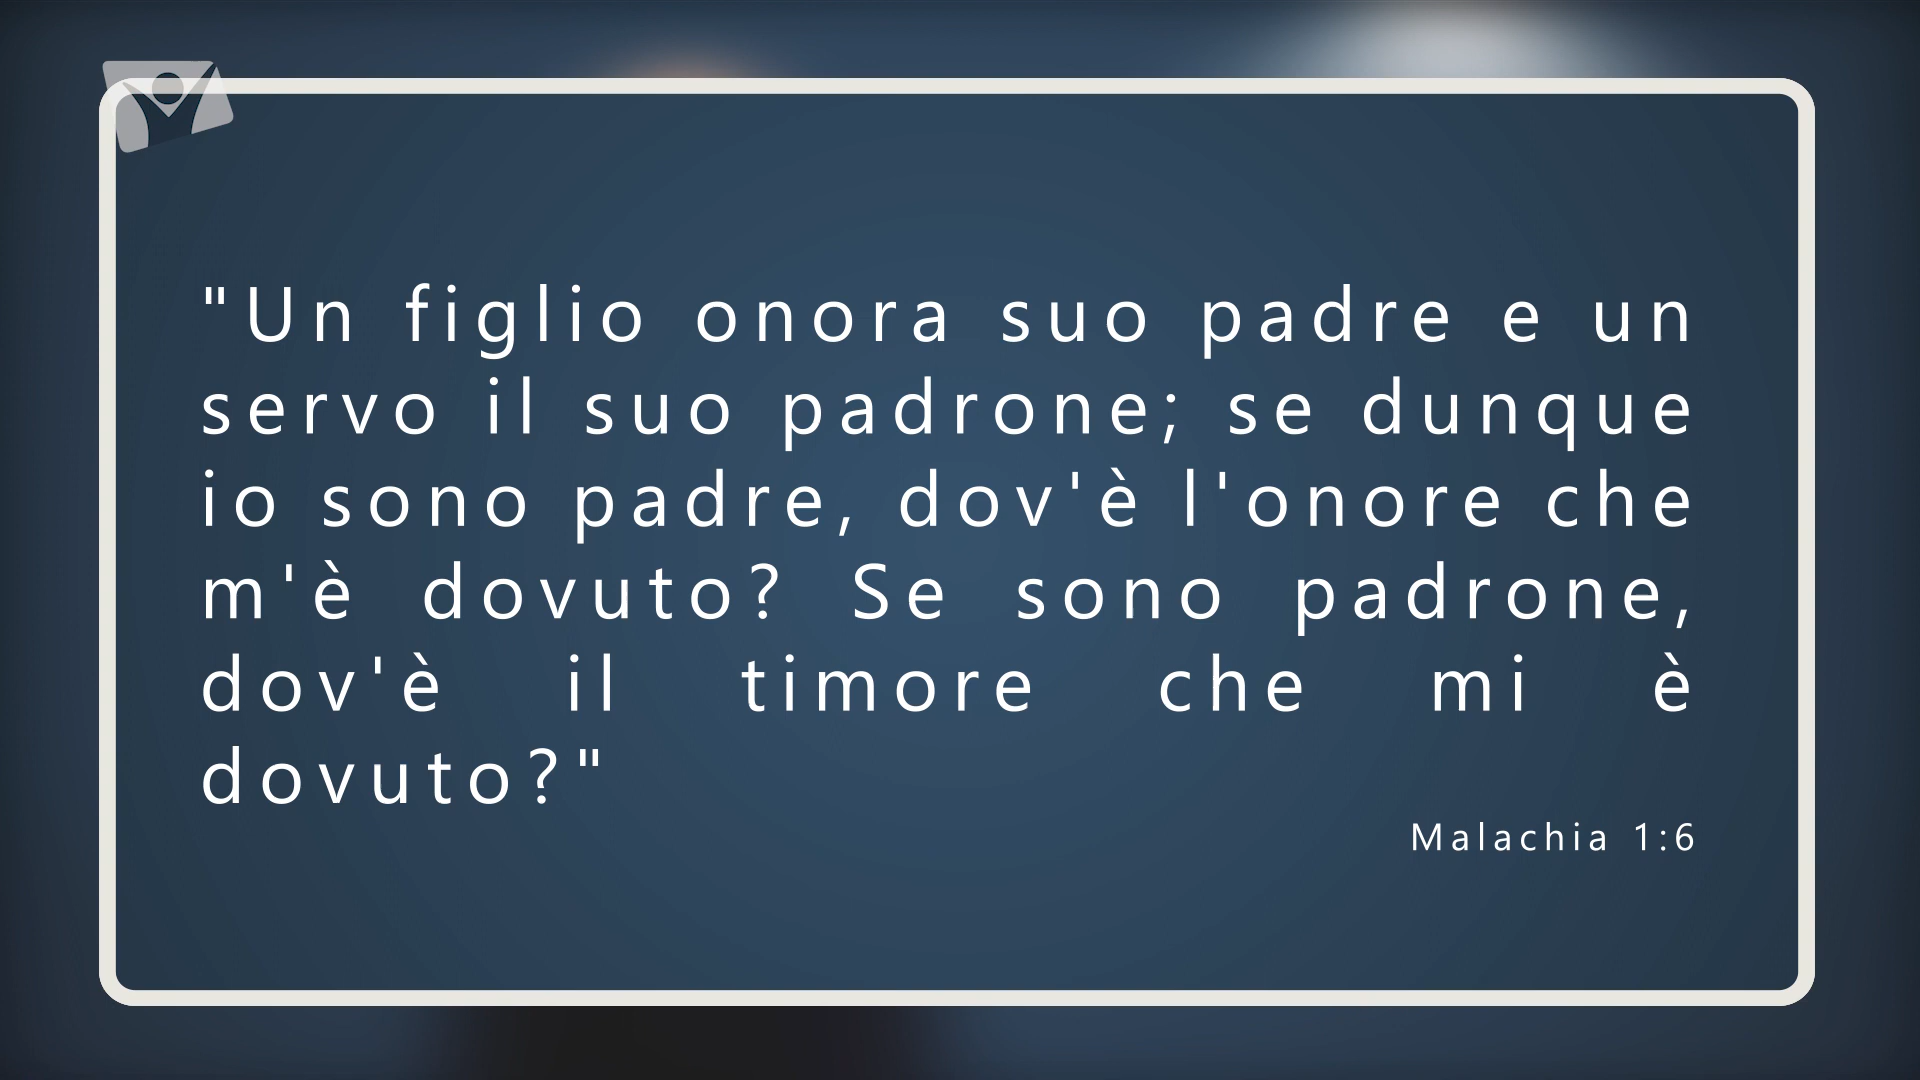 "Un figlio onora suo padre e un
servo il suo padrone; se dunque
io sono padre, dov'è l'onore che
m'è dovuto? Se sono padrone,
dov'è il timore che mi è
dovuto?"
Malachia 1:6